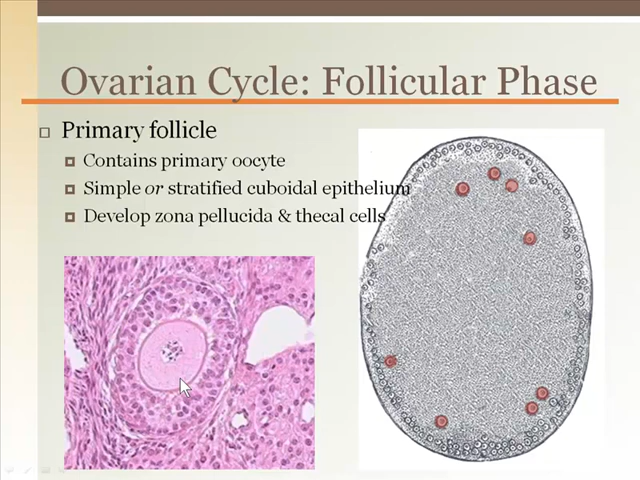 Ovarian Cycle: Follicular Phase
Primary follicle
Contains primary oocyte
Simple or stratified cuboidal epithelium
Develop zona pellucida & thecal cells